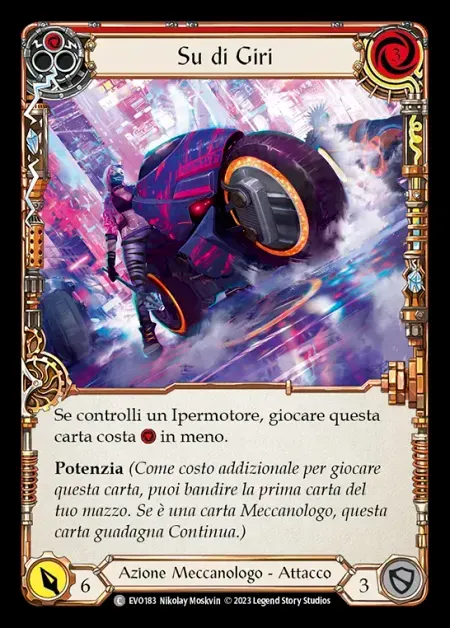 Su di Giri
3
Se controlli un Ipermotore, giocare questa
carta costa in meno.
Potenzia (Come costo addizionale per giocare
questa carta, puoi bandire la prima carta del
tuo mazzo. Se è una carta Meccanologo, questa
carta guadagna Continua.)
6
Azione Meccanologo - Attacco
3
C EVO183 Nikolay Moskvin © 2023 Legend Story Studios